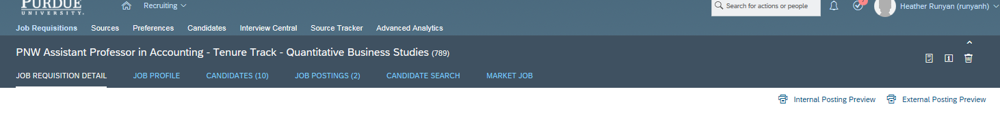 PURDUE
UNIVERSITY.
Recruiting
Search for actions or people
Heather Runyan (runyanh)
Job Requisitions Sources Preferences Candidates Interview Central Source Tracker Advanced Analytics
PNW Assistant Professor in Accounting - Tenure Track - Quantitative Business Studies (789)
JOB REQUISITION DETAIL JOB PROFILE CANDIDATES (10) JOB POSTINGS (2) CANDIDATE SEARCH MARKET JOB
Internal Posting Preview External Posting Preview